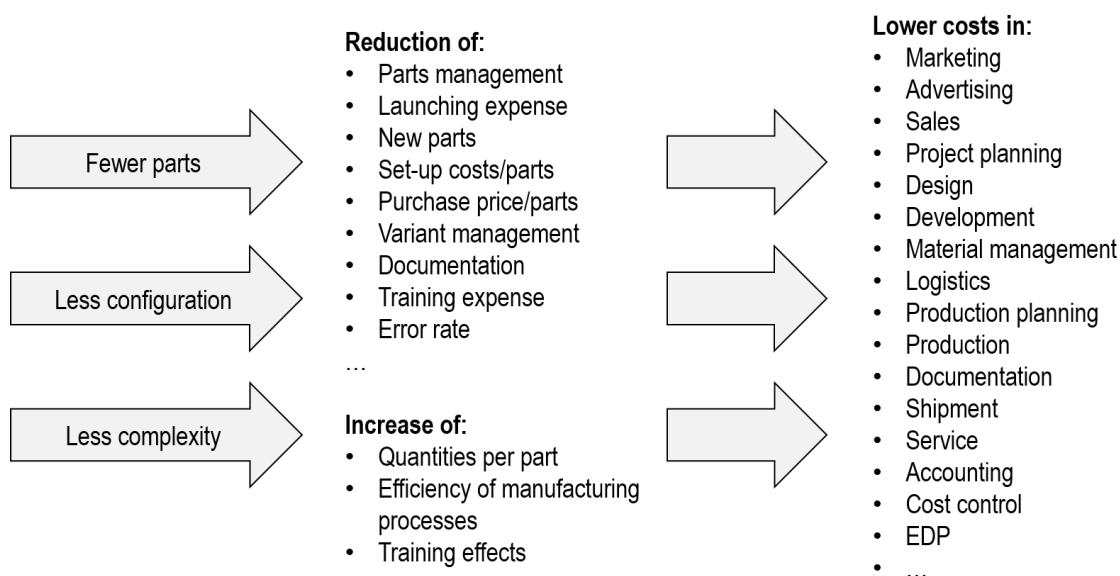 Fewer parts
Less configuration
Less complexity
Reduction of:
• Parts management
• Launching expense
• New parts
• Set-up costs/parts
• Purchase price/parts
• Variant management
• Documentation
• Training expense
• Error rate
…
Increase of:
• Quantities per part
• Efficiency of manufacturing
processes
• Training effects
Lower costs in:
• Marketing
• Advertising
• Sales
• Project planning
• Design
• Development
• Material management
• Logistics
• Production planning
• Production
• Documentation
• Shipment
• Service
• Accounting
• Cost control
• EDP
• …